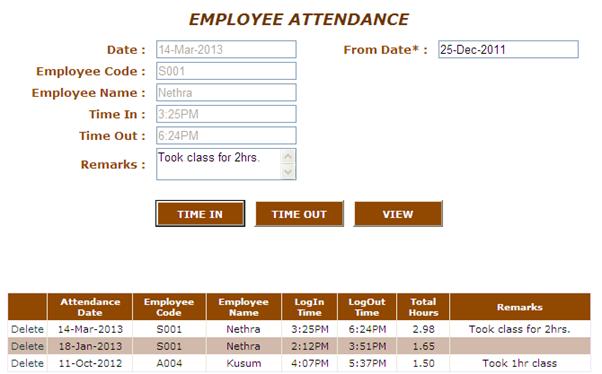 EMPLOYEE ATTENDANCE
Date : 14-Mar-2013 From Date* : 25-Dec-2011
Employee Code : S001
Employee Name : Nethra
Time In : 3:25PM
Time Out : 6:24PM
Remarks : Took class for 2hrs.
TIME IN TIME OUT VIEW
Attendance Date Employee Code Employee Name LogIn Time LogOut Time Total Hours Remarks
Delete 14-Mar-2013 S001 Nethra 3:25PM 6:24PM 2.98 Took class for 2hrs.
Delete 18-Jan-2013 S001 Nethra 2:12PM 3:51PM 1.65
Delete 11-Oct-2012 A004 Kusum 4:07PM 5:37PM 1.50 Took 1hr class